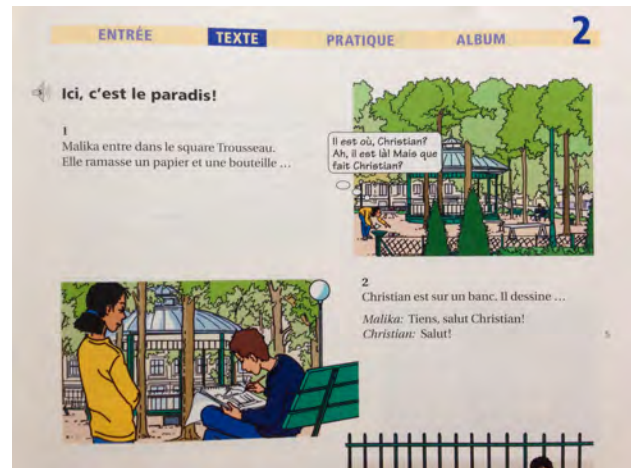 ENTRÉE TEXTE PRATIQUE ALBUM 2
Ici, c'est le paradis!
1
Malika entre dans le square Trousseau.
Elle ramasse un papier et une bouteille ...
Il est où, Christian?
Ah, il est là! Mais que
fait Christian?
2
Christian est sur un banc. Il dessine ...
Malika: Tiens, salut Christian!
Christian: Salut!
5